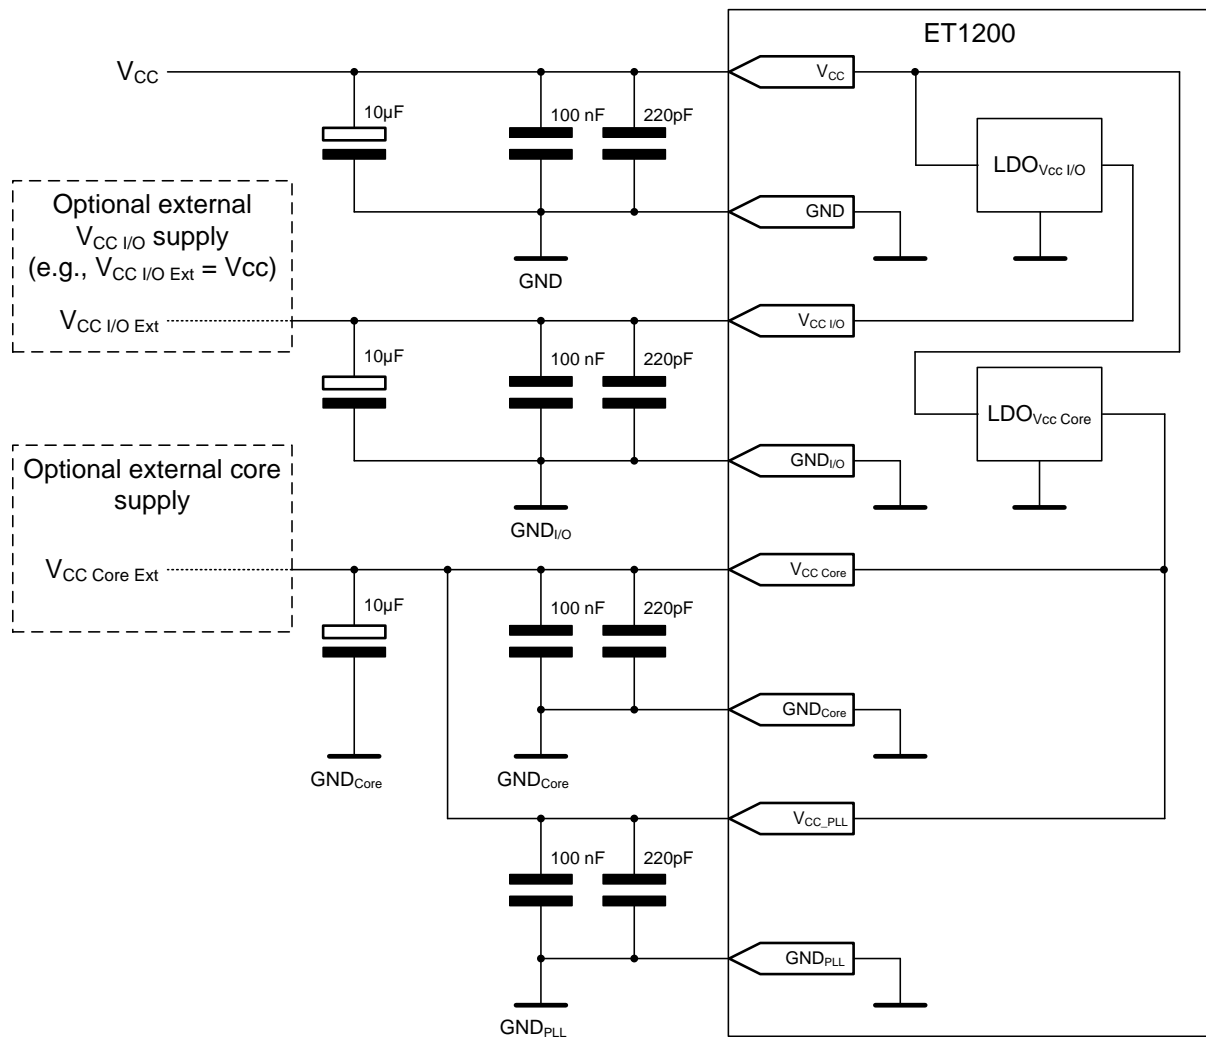 ET1200
VCC
10µF
100 nF
220pF
VCC
LDOVcc I/O
GND
GND
Optional external
VCC I/O supply
(e.g., VCC I/O Ext = Vcc)
VCC I/O Ext
10µF
100 nF
220pF
VCC I/O
LDOVcc Core
GNDI/O
GNDI/O
Optional external core
supply
VCC Core Ext
10µF
100 nF
220pF
VCC Core
GNDCore
GNDCore
GNDCore
100 nF
220pF
VCC_PLL
GNDPLL
GNDPLL